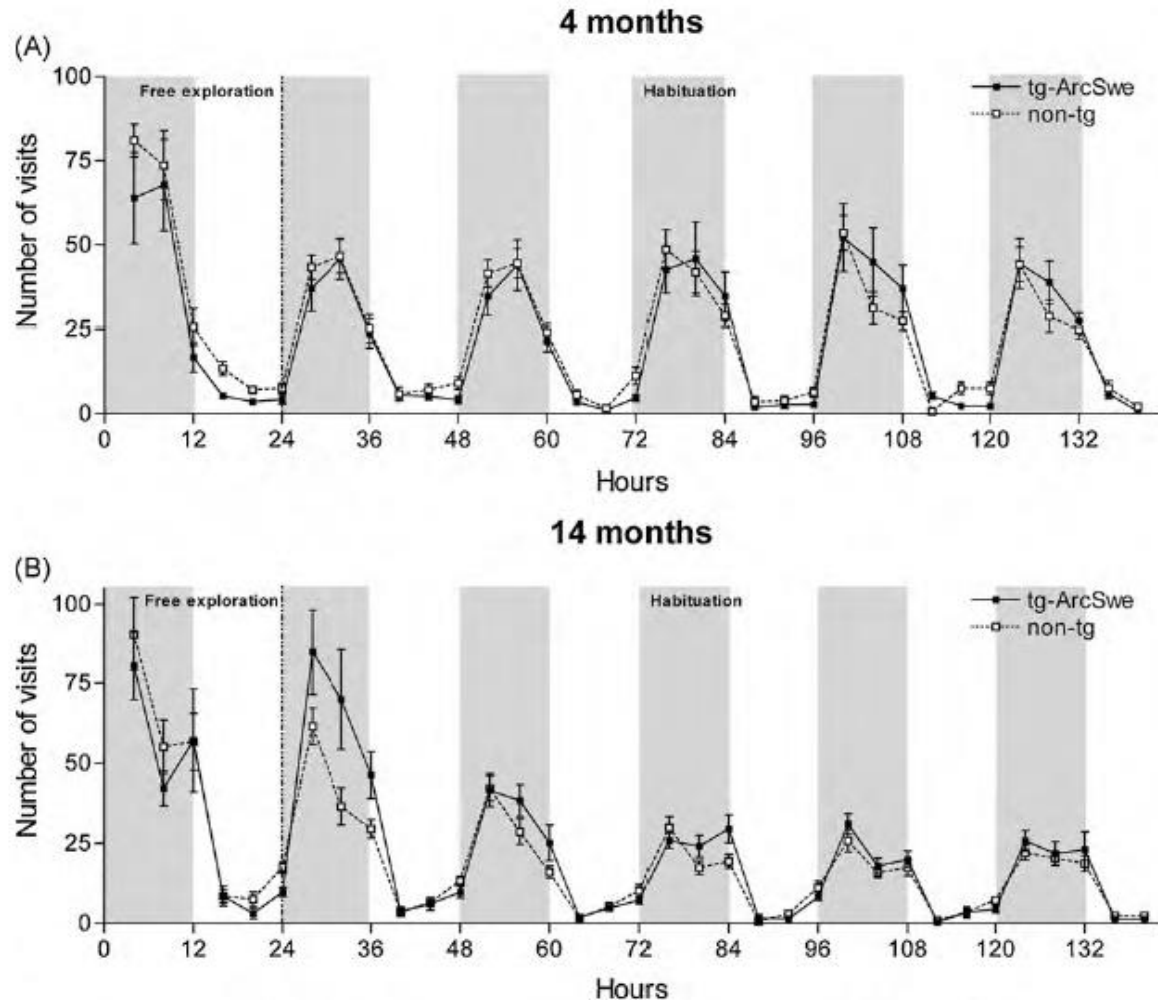 4 months
(A)
100
75
50
25
0
Number of visits
Free exploration
Habituation
tg-ArcSwe
non-tg
0 12 24 36 48 60 72 84 96 108 120 132
Hours
14 months
(B)
100
75
50
25
0
Number of visits
Free exploration
Habituation
tg-ArcSwe
non-tg
0 12 24 36 48 60 72 84 96 108 120 132
Hours